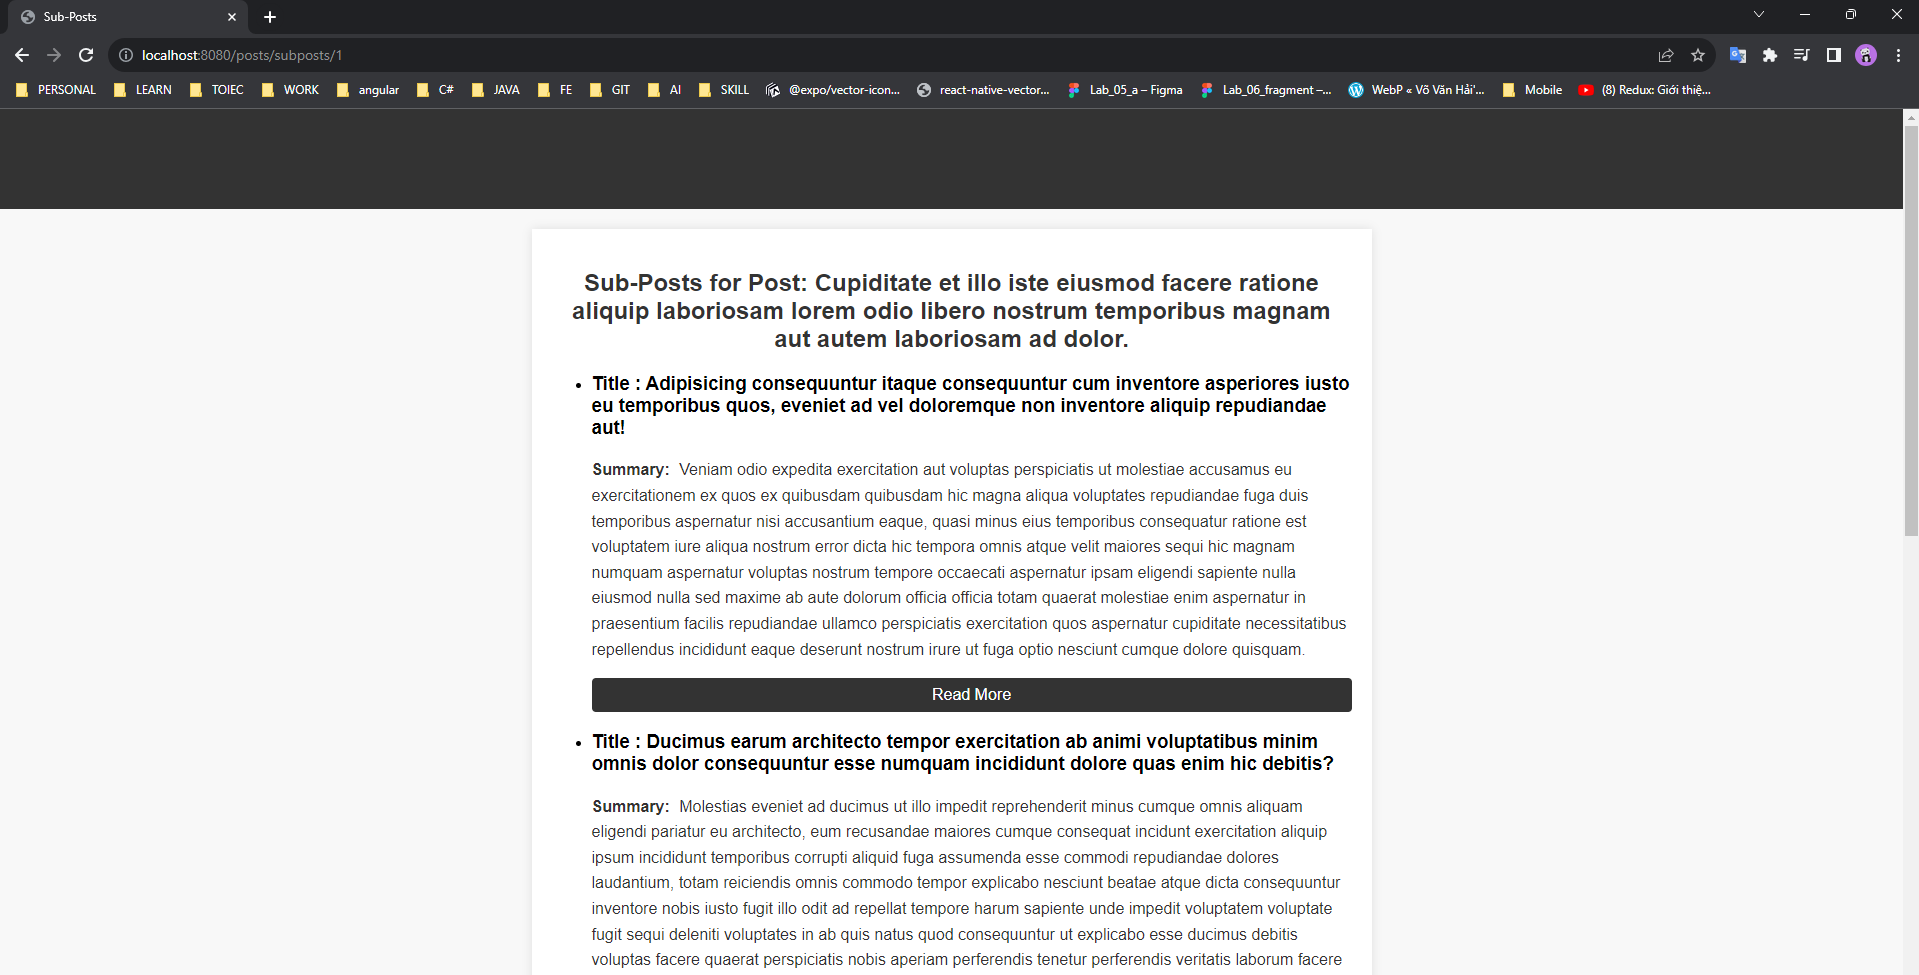 Sub-Posts
localhost:8080/posts/subposts/1
PERSONAL LEARN TOIEC WORK angular C# JAVA FE GIT AI SKILL @expo/vector-icon... react-native-vector... Lab_05_a – Figma Lab_06_fragment –... WebP « Võ Văn Hải'... Mobile (8) Redux: Giới thiệ...
Sub-Posts for Post: Cupiditate et illo iste eiusmod facere ratione
aliquip laboriosam lorem odio libero nostrum temporibus magnam
aut autem laboriosam ad dolor.
• Title : Adipisicing consequuntur itaque consequuntur cum inventore asperiores iusto
eu temporibus quos, eveniet ad vel doloremque non inventore aliquip repudiandae
aut!
Summary: Veniam odio expedita exercitation aut voluptas perspiciatis ut molestiae accusamus eu
exercitationem ex quos ex quibusdam quibusdam hic magna aliqua voluptates repudiandae fuga duis
temporibus aspernatur nisi accusantium eaque, quasi minus eius temporibus consequatur ratione est
voluptatem iure aliqua nostrum error dicta hic tempora omnis atque velit maiores sequi hic magnam
numquam aspernatur voluptas nostrum tempore occaecati aspernatur ipsam eligendi sapiente nulla
eiusmod nulla sed maxime ab aute dolorum officia officia totam quaerat molestiae enim aspernatur in
praesentium facilis repudiandae ullamco perspiciatis exercitation quos aspernatur cupiditate necessitatibus
repellendus incididunt eaque deserunt nostrum irure ut fuga optio nesciunt cumque dolore quisquam.
Read More
• Title : Ducimus earum architecto tempor exercitation ab animi voluptatibus minim
omnis dolor consequuntur esse numquam incididunt dolore quas enim hic debitis?
Summary: Molestias eveniet ad ducimus ut illo impedit reprehenderit minus cumque omnis aliquam
eligendi pariatur eu architecto, eum recusandae maiores cumque consequat incidunt exercitation aliquip
ipsum incididunt temporibus corrupti aliquid fuga assumenda esse commodi repudiandae dolores
laudantium, totam reiciendis omnis commodo tempor explicabo nesciunt beatae atque dicta consequuntur
inventore nobis iusto fugit illo odit ad repellat tempore harum sapiente unde impedit voluptatem voluptate
fugit sequi deleniti voluptates in ab quis natus quod consequuntur ut explicabo esse ducimus debitis
voluptas facere quaerat perspiciatis nobis aperiam perferendis tenetur perferendis veritatis laborum facere